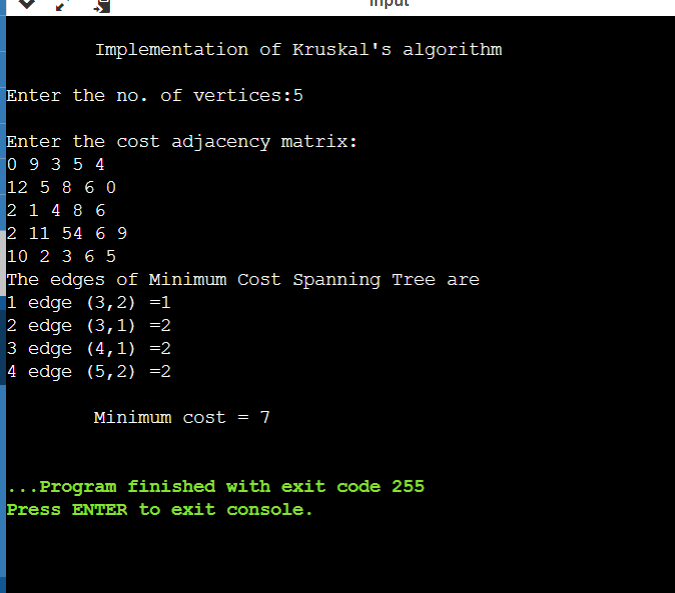 input
Implementation of Kruskal's algorithm
Enter the no. of vertices:5
Enter the cost adjacency matrix:
0 9 3 5 4
12 5 8 6 0
2 1 4 8 6
2 11 54 6 9
10 2 3 6 5
The edges of Minimum Cost Spanning Tree are
1 edge (3,2) =1
2 edge (3,1) =2
3 edge (4,1) =2
4 edge (5,2) =2
Minimum cost = 7
...Program finished with exit code 255
Press ENTER to exit console.